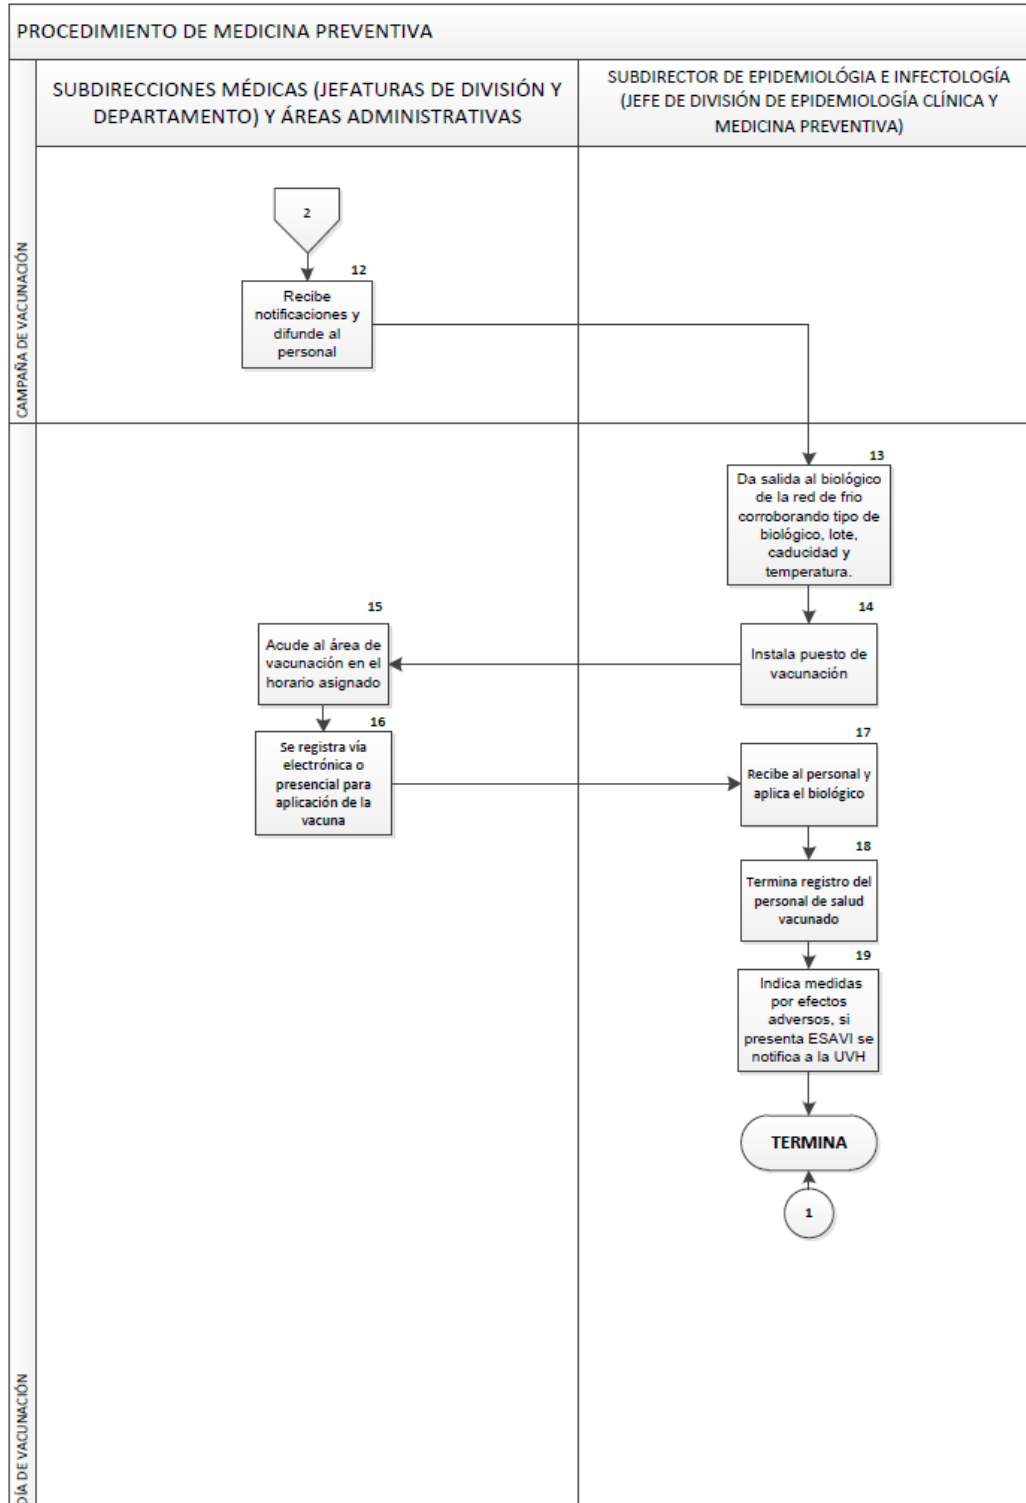 PROCEDIMIENTO DE MEDICINA PREVENTIVA
SUBDIRECCIONES MÉDICAS (JEFATURAS DE DIVISIÓN Y
DEPARTAMENTO) Y ÁREAS ADMINISTRATIVAS
SUBDIRECTOR DE EPIDEMIOLÓGIA E INFECTOLOGÍA
(JEFE DE DIVISIÓN DE EPIDEMIOLOGÍA CLÍNICA Y
MEDICINA PREVENTIVA)
CAMPAÑA DE VACUNACIÓN
2
12
Recibe
notificaciones y
difunde al
personal
DÍA DE VACUNACIÓN
13
Da salida al biológico
de la red de frio
corroborando tipo de
biológico, lote,
caducidad y
temperatura.
14
Instala puesto de
vacunación
15
Acude al área de
vacunación en el
horario asignado
16
Se registra vía
electrónica o
presencial para
aplicación de la
vacuna
17
Recibe al personal y
aplica el biológico
18
Termina registro del
personal de salud
vacunado
19
Indica medidas
por efectos
adversos, si
presenta ESAVI se
notifica a la UVH
TERMINA
1